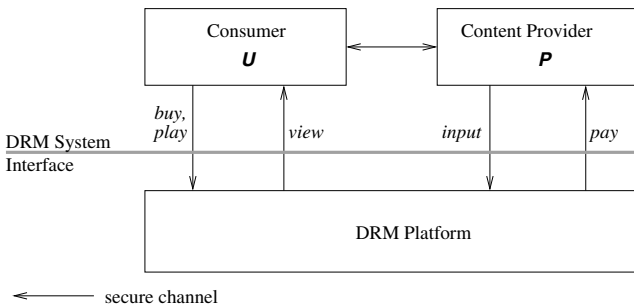 Consumer
U
Content Provider
P
buy,
play
view
input
pay
DRM System
Interface
DRM Platform
secure channel